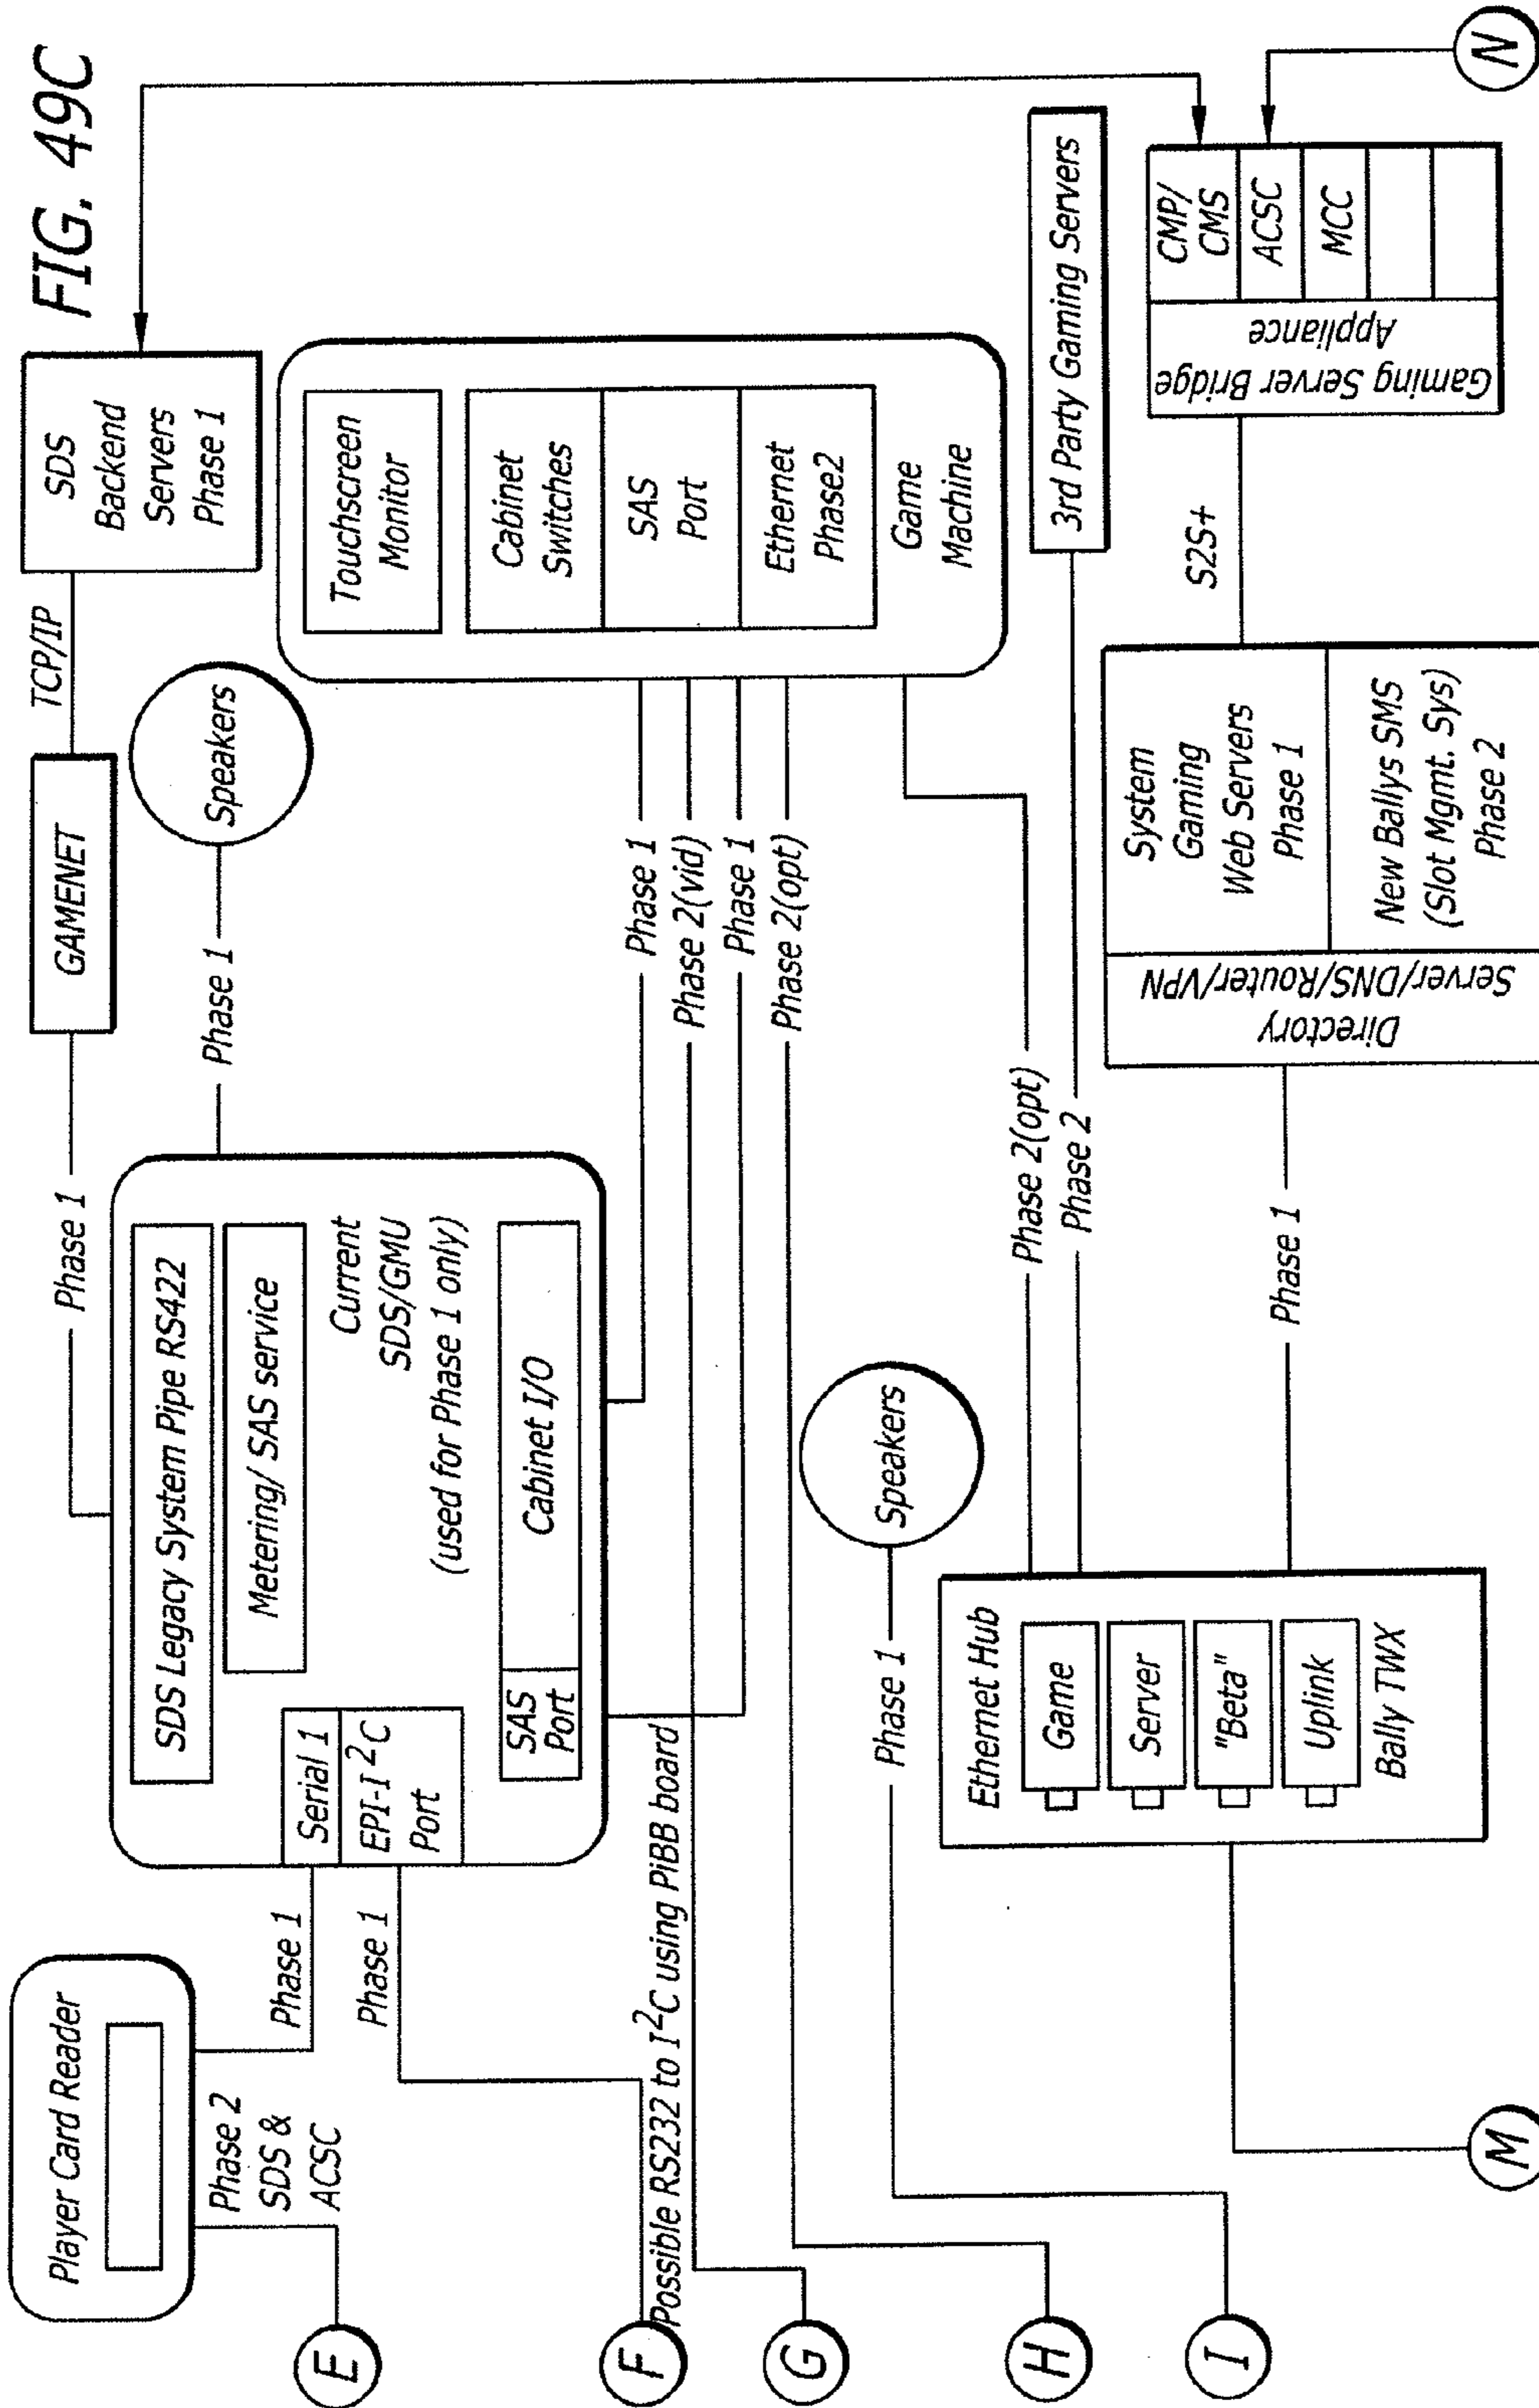 FIG. 49C
Player Card Reader
Phase 2
SDS &
ACSC
Phase 1
Phase 1
E
F
Possible RS232 to I²C using PiBB board
G
H
I
M
N
SDS Legacy System Pipe RS422
Metering/ SAS service
Serial 1
EPI-I²C
Port
Current
SDS/GMU
(used for Phase 1 only)
SAS
Port
Cabinet I/O
Phase 1
GAMENET
TCP/IP
SDS
Backend
Servers
Phase 1
Phase 1
Speakers
Touchscreen
Monitor
Cabinet
Switches
SAS
Port
Ethernet
Phase2
Game
Machine
Phase 1
Phase 2(vid)
Phase 1
Phase 2(opt)
Phase 1
Speakers
Phase 2(opt)
Phase 2
3rd Party Gaming Servers
Ethernet Hub
Game
Server
"Beta"
Uplink
Bally TWX
Phase 1
Directory
Server/DNS/Router/VPN
System
Gaming
Web Servers
Phase 1
New Ballys SMS
(Slot Mgmt. Sys)
Phase 2
S2S+
Gaming Server Bridge
Appliance
CMP/
CMS
ACSC
MCC